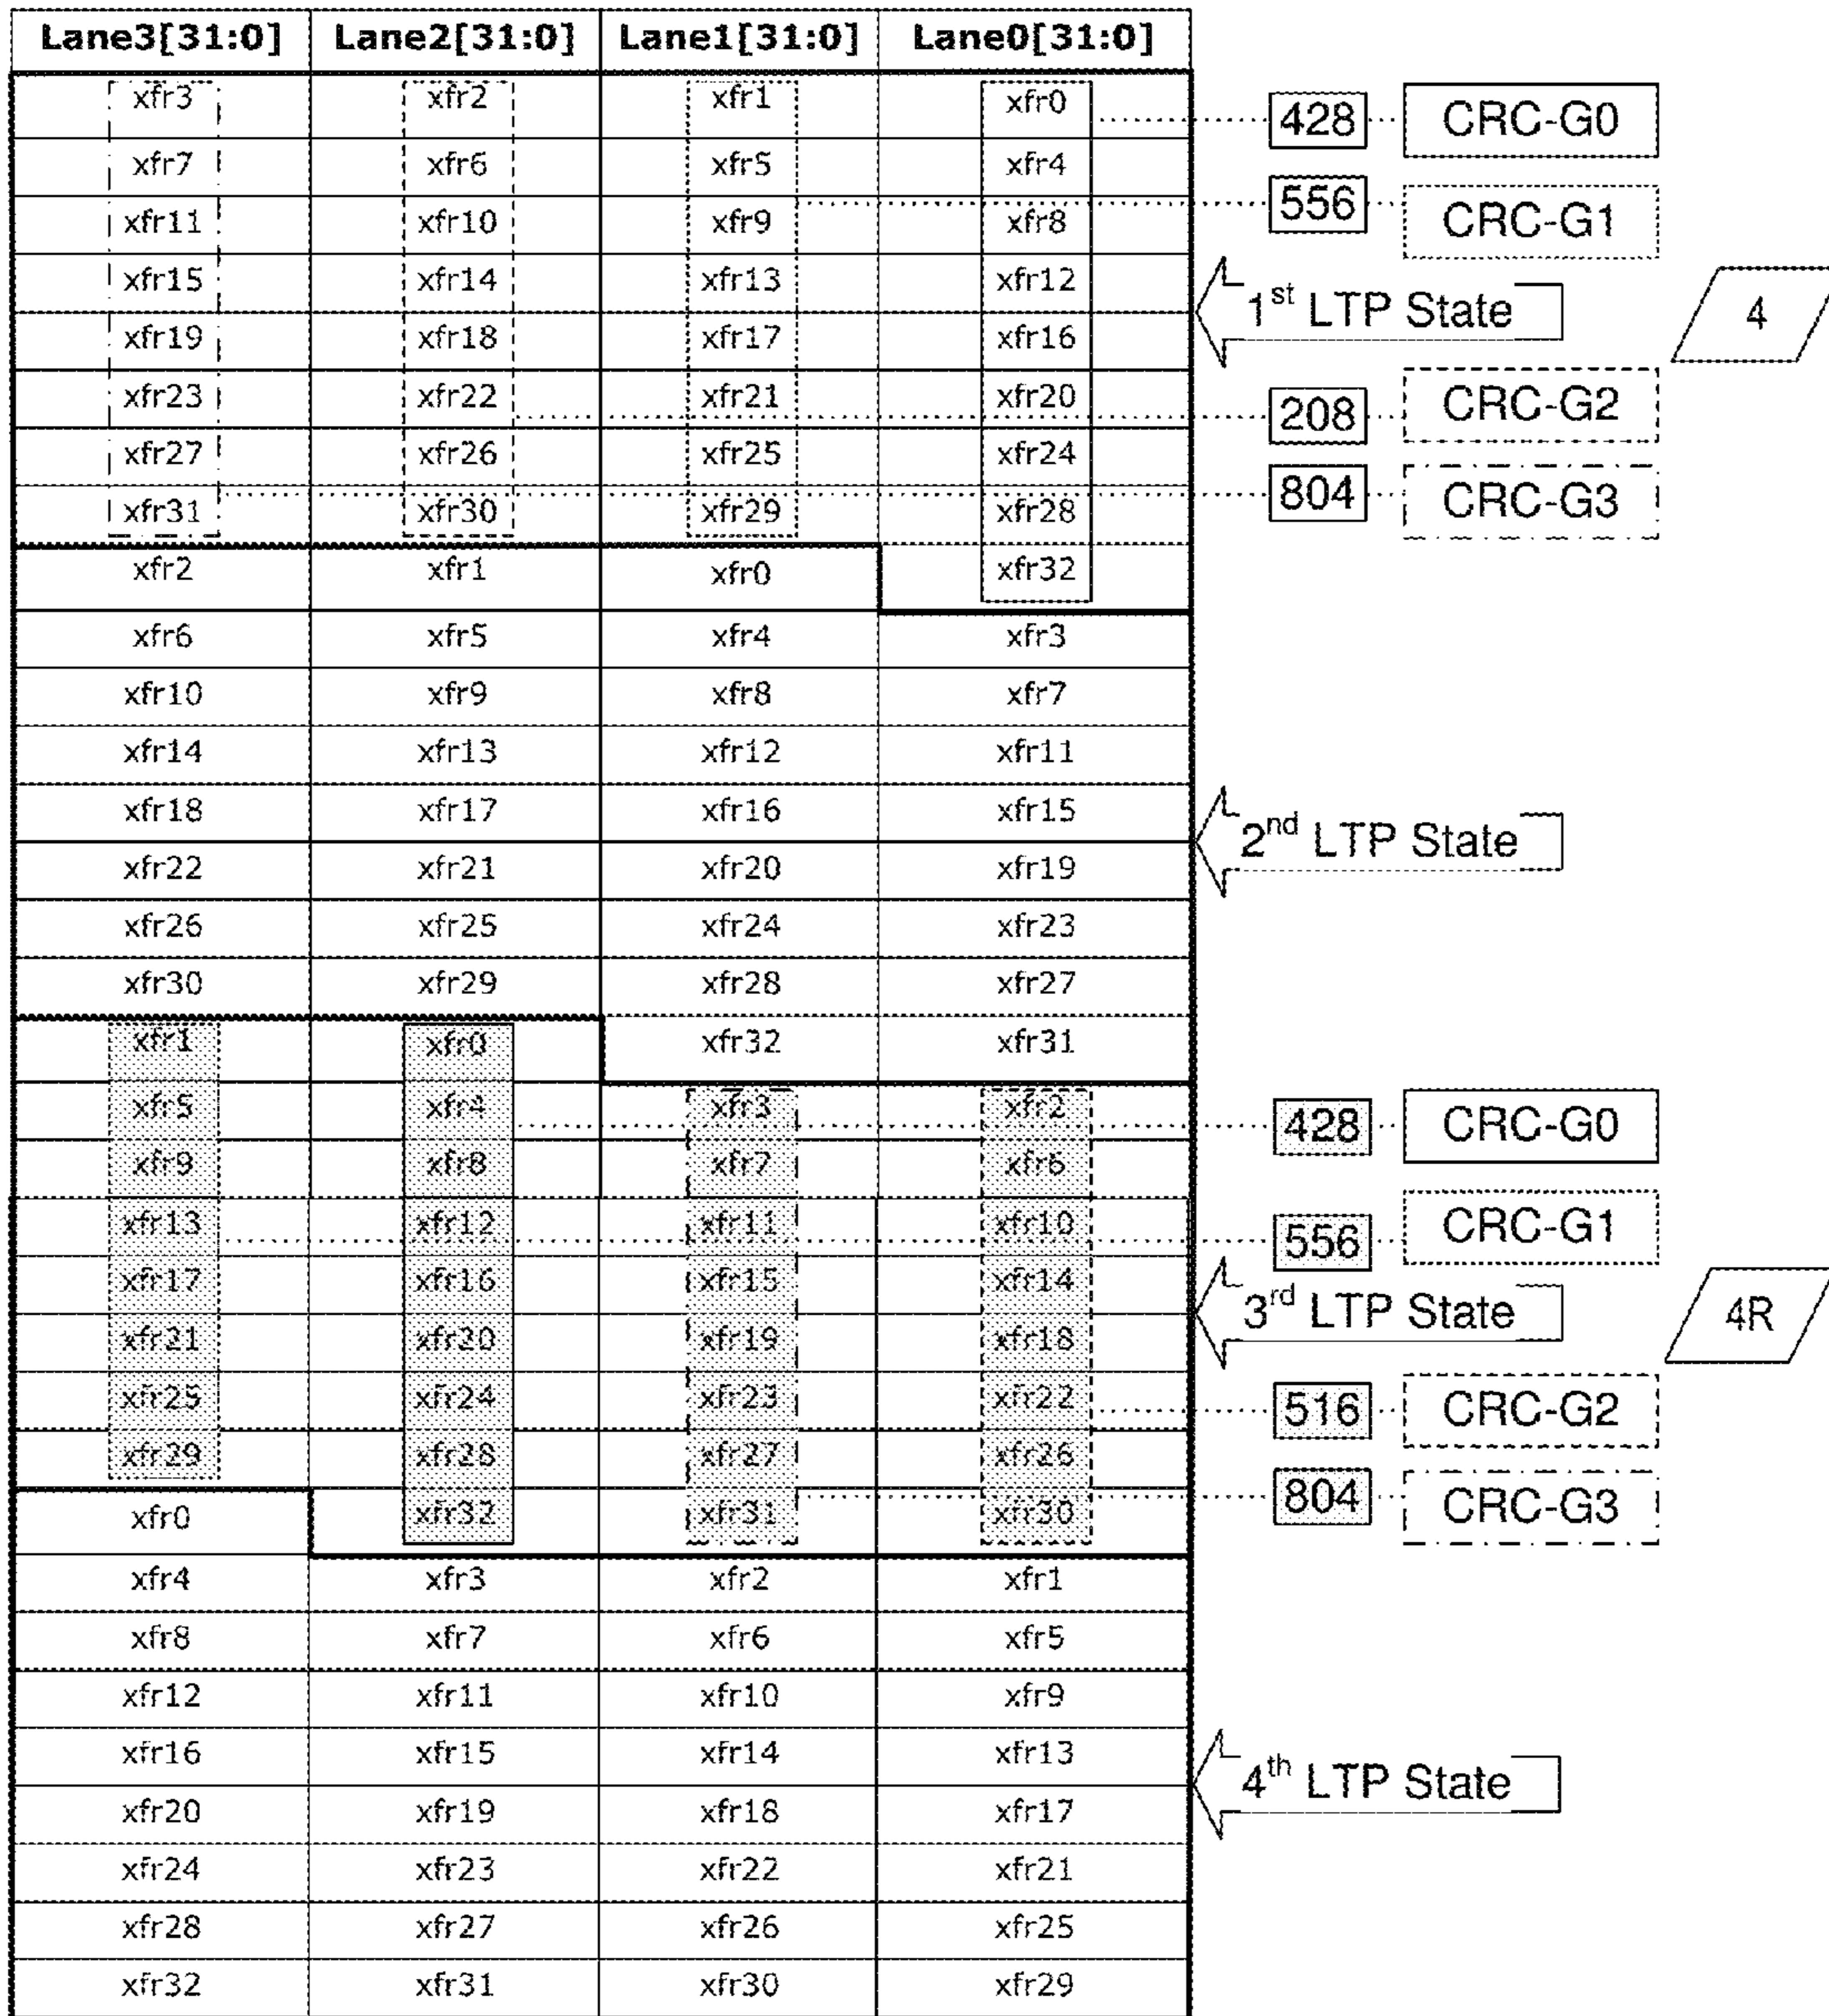 Lane3[31:0] Lane2[31:0] Lane1[31:0] Lane0[31:0]
xfr3 xfr2 xfr1 xfr0 428 CRC-G0
xfr7 xfr6 xfr5 xfr4
xfr11 xfr10 xfr9 xfr8 556 CRC-G1
xfr15 xfr14 xfr13 xfr12
1st LTP State 4
xfr19 xfr18 xfr17 xfr16
xfr23 xfr22 xfr21 xfr20 208 CRC-G2
xfr27 xfr26 xfr25 xfr24
xfr31 xfr30 xfr29 xfr28 804 CRC-G3
xfr2 xfr1 xfr0 xfr32
xfr6 xfr5 xfr4 xfr3
xfr10 xfr9 xfr8 xfr7
xfr14 xfr13 xfr12 xfr11
xfr18 xfr17 xfr16 xfr15
2nd LTP State
xfr22 xfr21 xfr20 xfr19
xfr26 xfr25 xfr24 xfr23
xfr30 xfr29 xfr28 xfr27
xfr1 xfr0 xfr32 xfr31
xfr5 xfr4 xfr3 xfr2 428 CRC-G0
xfr9 xfr8 xfr7 xfr6
xfr13 xfr12 xfr11 xfr10 556 CRC-G1
xfr17 xfr16 xfr15 xfr14
3rd LTP State 4R
xfr21 xfr20 xfr19 xfr18
xfr25 xfr24 xfr23 xfr22 516 CRC-G2
xfr29 xfr28 xfr27 xfr26
xfr0 xfr32 xfr31 xfr30 804 CRC-G3
xfr4 xfr3 xfr2 xfr1
xfr8 xfr7 xfr6 xfr5
xfr12 xfr11 xfr10 xfr9
xfr16 xfr15 xfr14 xfr13
4th LTP State
xfr20 xfr19 xfr18 xfr17
xfr24 xfr23 xfr22 xfr21
xfr28 xfr27 xfr26 xfr25
xfr32 xfr31 xfr30 xfr29